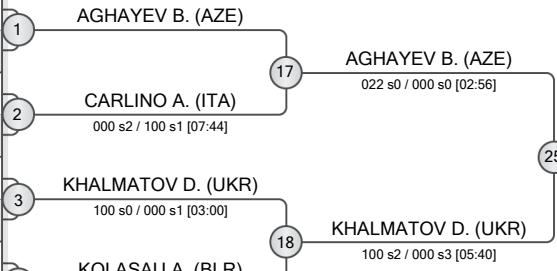 1
AGHAYEV B. (AZE)
17
AGHAYEV B. (AZE)
022 s0 / 000 s0 [02:56]
2
CARLINO A. (ITA)
000 s2 / 100 s1 [07:44]
25
3
KHALMATOV D. (UKR)
100 s0 / 000 s1 [03:00]
18
KHALMATOV D. (UKR)
100 s2 / 000 s3 [05:40]
KOLASAU A. (BLR)